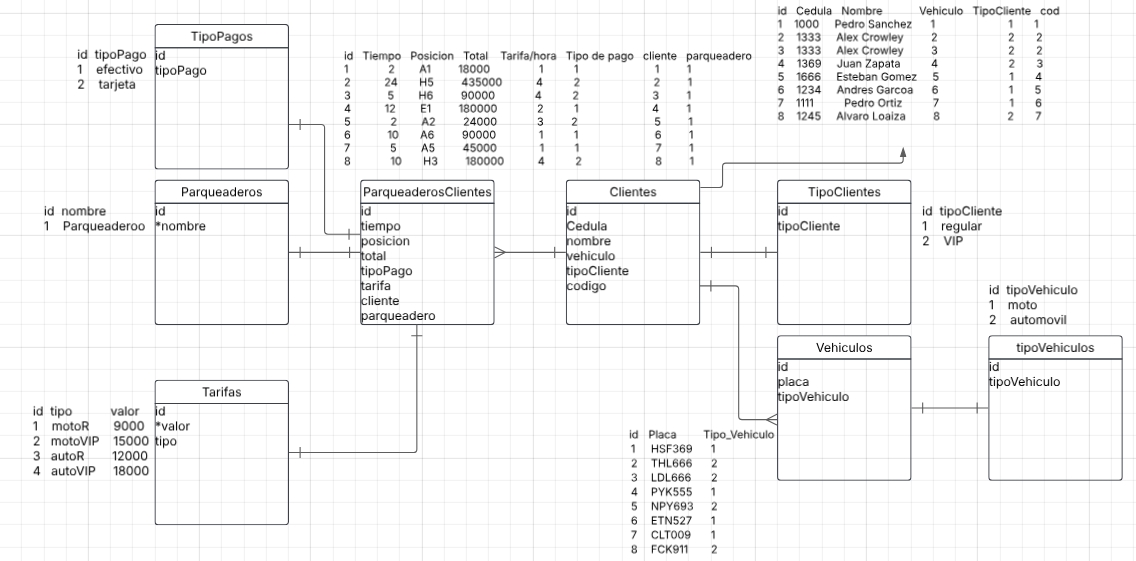 TipoPagos
id
tipoPago
id tipoPago
1 efectivo
2 tarjeta
id Tiempo Posicion Total Tarifa/hora Tipo de pago cliente parqueadero
1 2 A1 18000 1 1 1 1
2 24 H5 435000 4 2 2 1
3 5 H6 90000 4 2 3 1
4 12 E1 180000 2 1 4 1
5 2 A2 24000 3 2 5 1
6 10 A6 90000 1 1 6 1
7 5 A5 45000 1 1 7 1
8 10 H3 180000 4 2 8 1
id Cedula Nombre Vehiculo TipoCliente cod
1 1000 Pedro Sanchez 1 1 1
2 1333 Alex Crowley 2 2 2
3 1333 Alex Crowley 3 2 2
4 1369 Juan Zapata 4 2 3
5 1666 Esteban Gomez 5 1 4
6 1234 Andres Garcoa 6 1 5
7 1111 Pedro Ortiz 7 1 6
8 1245 Alvaro Loaiza 8 2 7
Parqueaderos
id
*nombre
id nombre
1 Parqueaderoo
ParqueaderosClientes
id
tiempo
posicion
total
tipoPago
tarifa
cliente
parqueadero
Clientes
id
Cedula
nombre
vehiculo
tipoCliente
codigo
TipoClientes
id
tipoCliente
id tipoCliente
1 regular
2 VIP
id tipoVehiculo
1 moto
2 automovil
Vehiculos
id
placa
tipoVehiculo
tipoVehiculos
id
tipoVehiculo
Tarifas
id
*valor
tipo
id tipo valor
1 motoR 9000
2 motoVIP 15000
3 autoR 12000
4 autoVIP 18000
id Placa Tipo_Vehiculo
1 HSF369 1
2 THL666 2
3 LDL666 2
4 PYK555 1
5 NPY693 2
6 ETN527 1
7 CLT009 1
8 FCK911 2